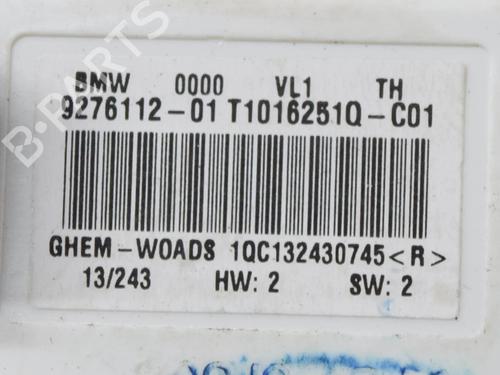 BMW 0000 VL1 TH
9276112-01 T1016251Q-C01
GHEM-WOADS 1QC132430745<R>
13/243 HW: 2 SW: 2
B-PARTS